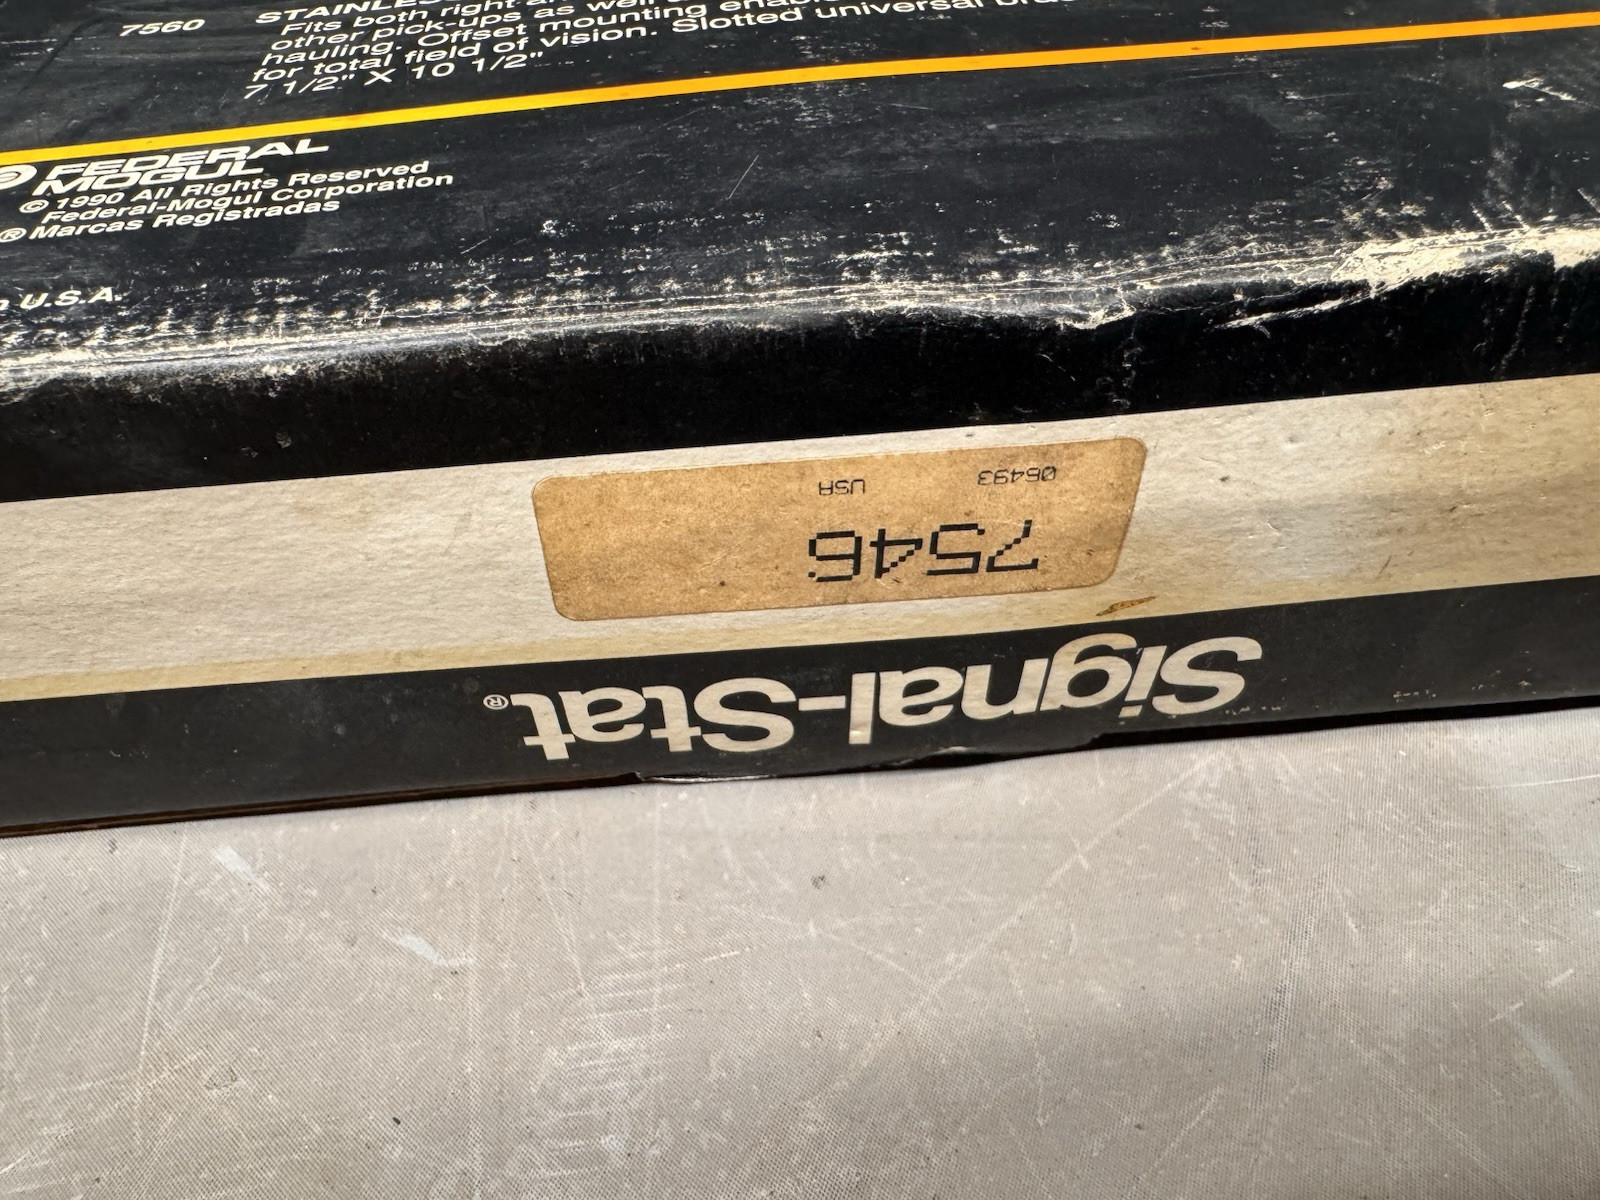 7560
Fits both right
other pick-ups as well
hauling. Offset mounting
for total field of vision. Slotted universal
7 1/2" X 10 1/2"
FEDERAL
MOGUL
© 1990 All Rights Reserved
Federal-Mogul Corporation
® Marcas Registradas
U.S.A.
Signal-Stat®
7546
06493 USA